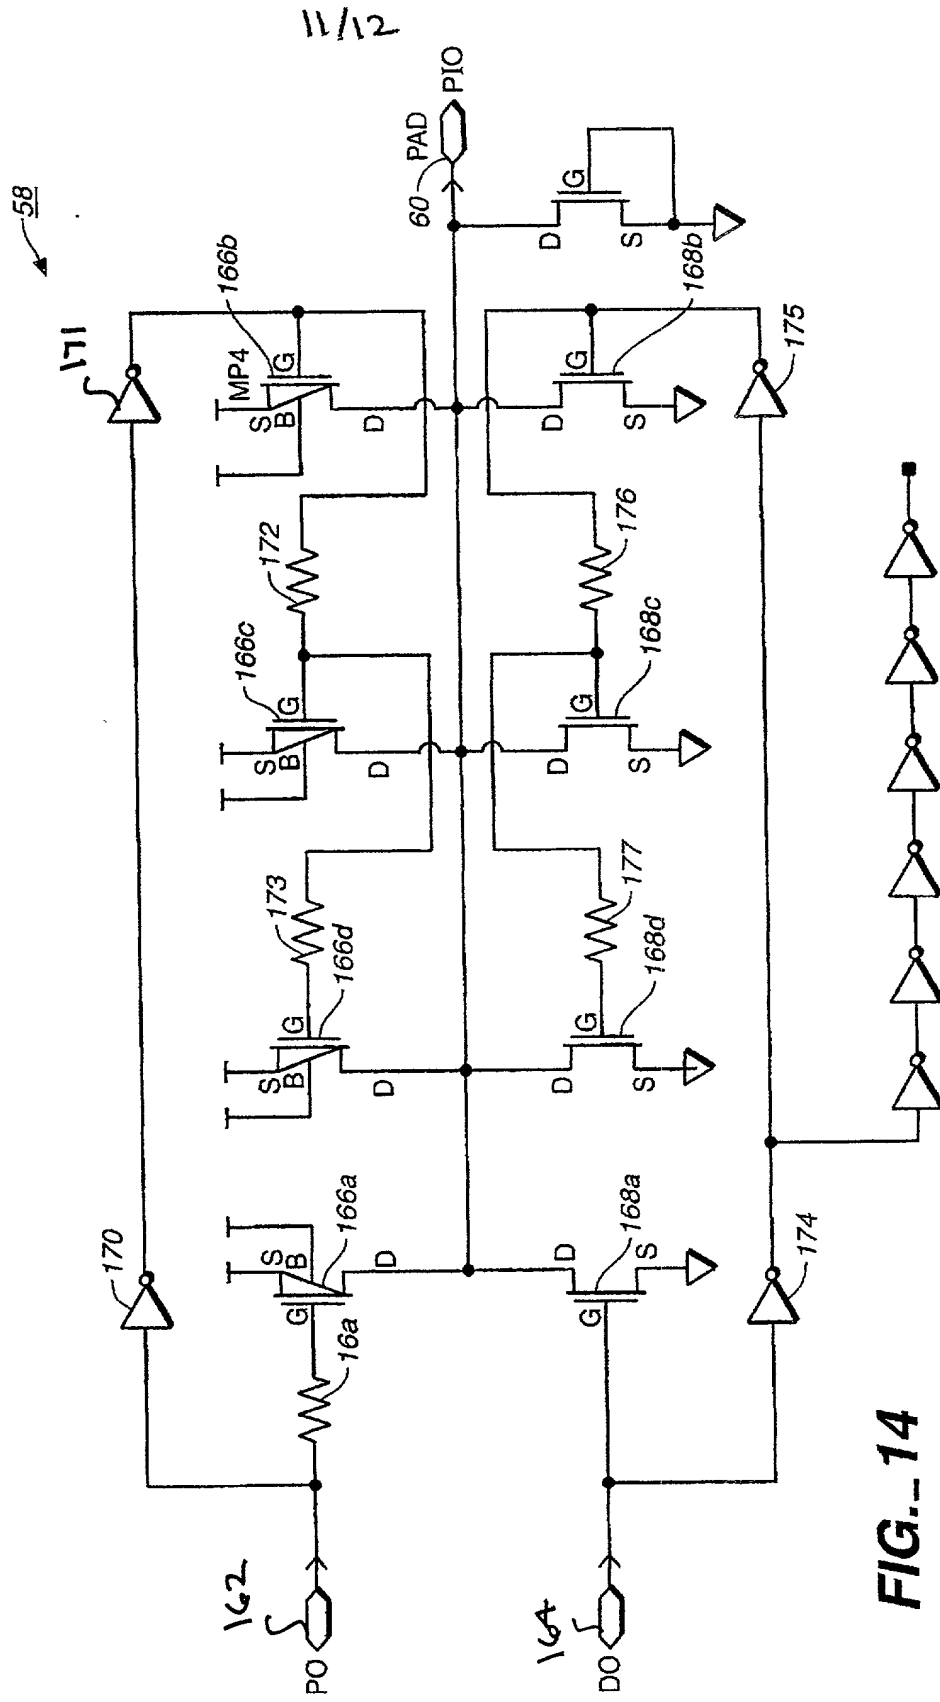 11/12
58
170
171
162
PO
16a
G
S
B
166a
D
173
G
S
B
166d
D
172
166c
G
S
B
D
166b
MP4
G
S
B
D
60
PAD
PIO
164
DO
G
D
168a
S
177
G
168d
D
S
176
G
168c
D
S
G
168b
D
S
G
D
S
174
175
FIG._14